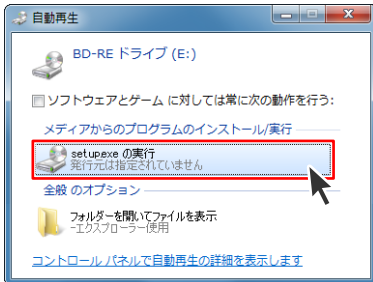 自動再生
BD-RE ドライブ (E:)
ソフトウェアとゲーム に対しては常に次の動作を行う:
メディアからのプログラムのインストール/実行
setupexe の実行
発行元は指定されていません
全般 のオプション
フォルダーを開いてファイルを表示
-エクスプローラー使用
コントロール パネルで自動再生の詳細を表示します